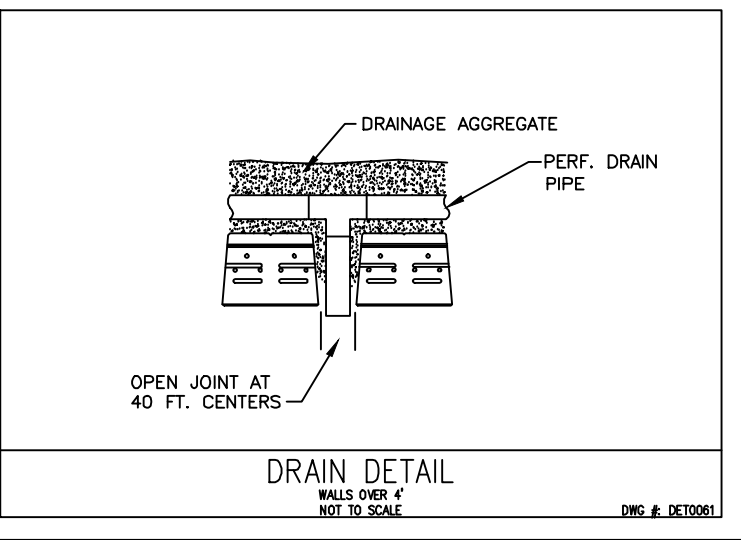 DRAINAGE AGGREGATE
PERF. DRAIN
PIPE
OPEN JOINT AT
40 FT. CENTERS
DRAIN DETAIL
WALLS OVER 4'
NOT TO SCALE
DWG #: DET0061